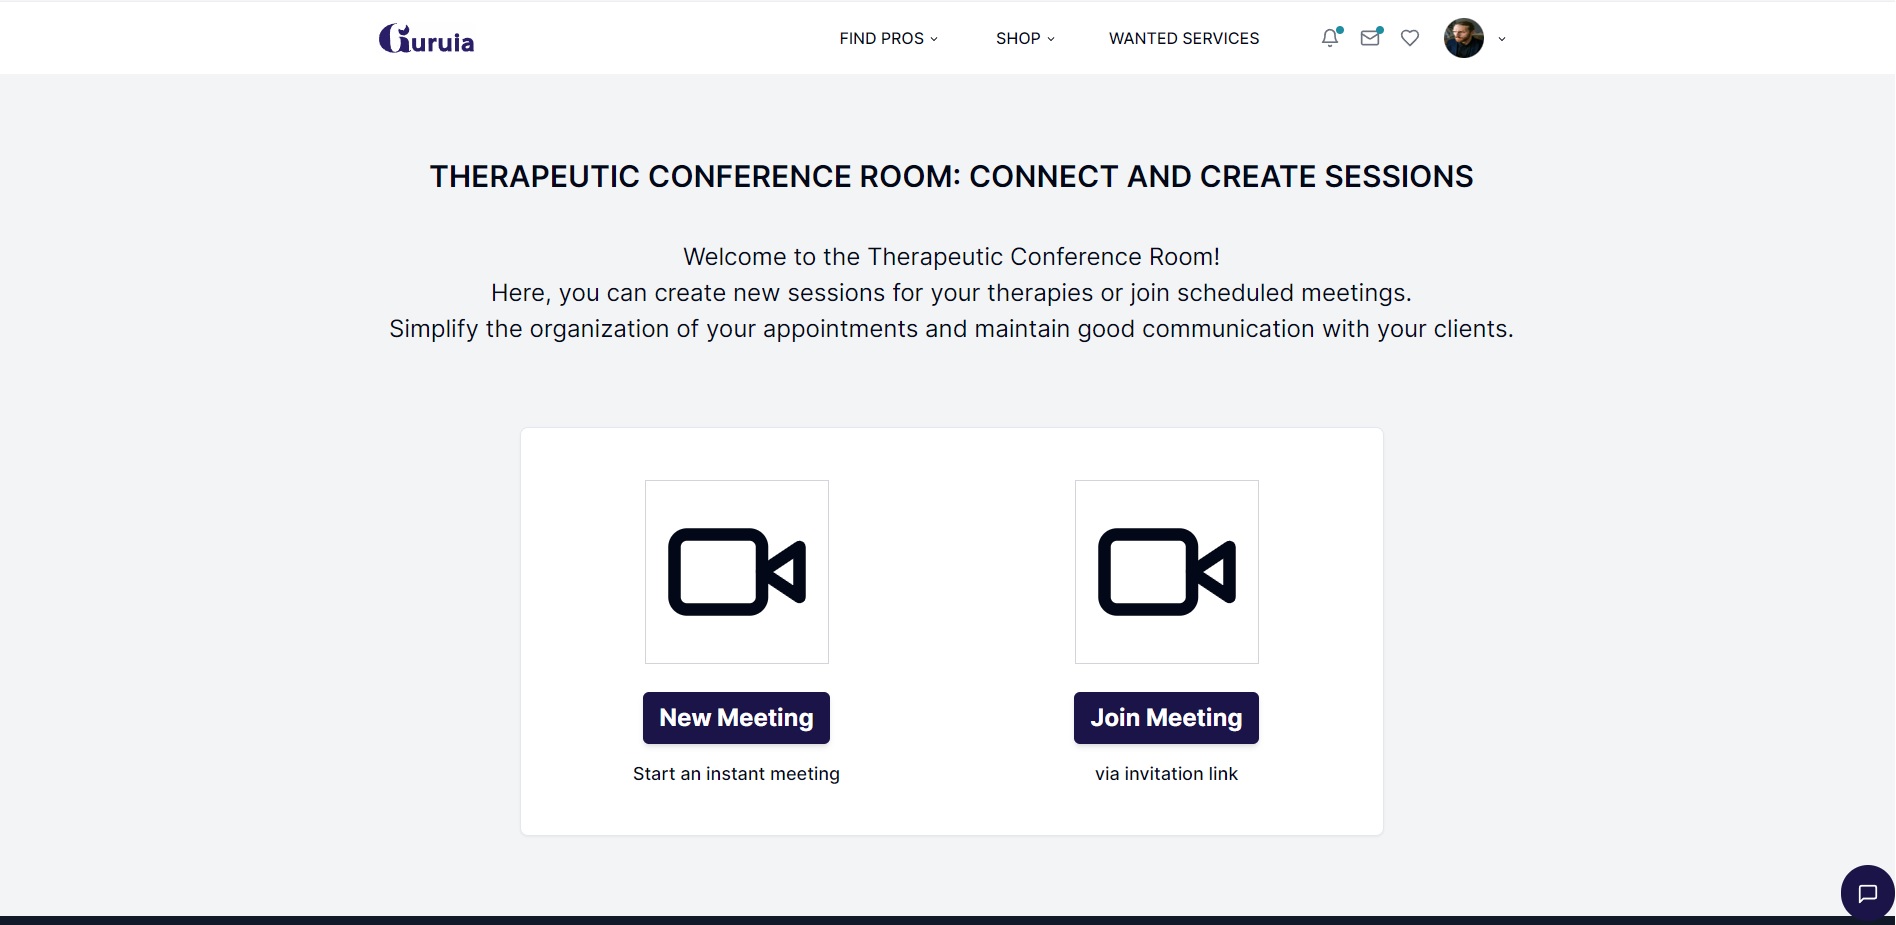 Guruia
FIND PROS
SHOP
WANTED SERVICES
THERAPEUTIC CONFERENCE ROOM: CONNECT AND CREATE SESSIONS
Welcome to the Therapeutic Conference Room!
Here, you can create new sessions for your therapies or join scheduled meetings.
Simplify the organization of your appointments and maintain good communication with your clients.
New Meeting
Start an instant meeting
Join Meeting
via invitation link